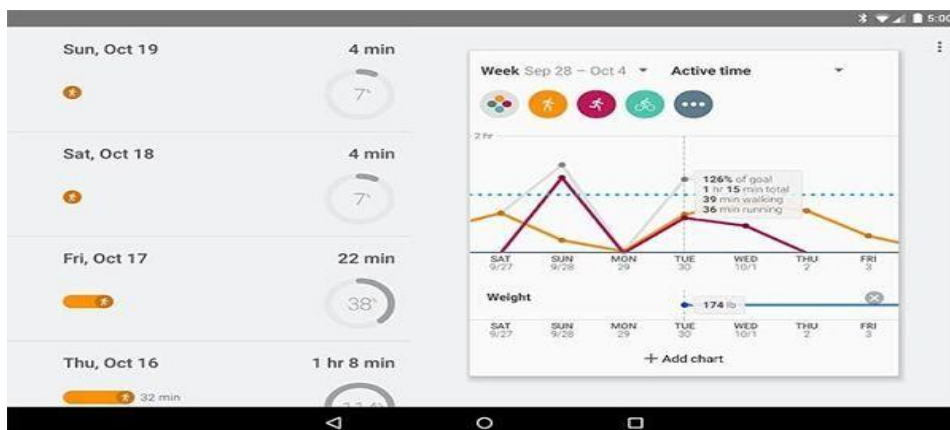 5:00
Sun, Oct 19 4 min
7%
Sat, Oct 18 4 min
7%
Fri, Oct 17 22 min
38%
Thu, Oct 16 1 hr 8 min
32 min
Week Sep 28 – Oct 4 Active time
2 hr
126% of goal
1 hr 15 min total
39 min walking
36 min running
SAT SUN MON TUE WED THU FRI
9/27 9/28 29 30 10/1 2 3
Weight
174 lb
SAT SUN MON TUE WED THU FRI
9/27 9/28 29 30 10/1 2 3
+ Add chart